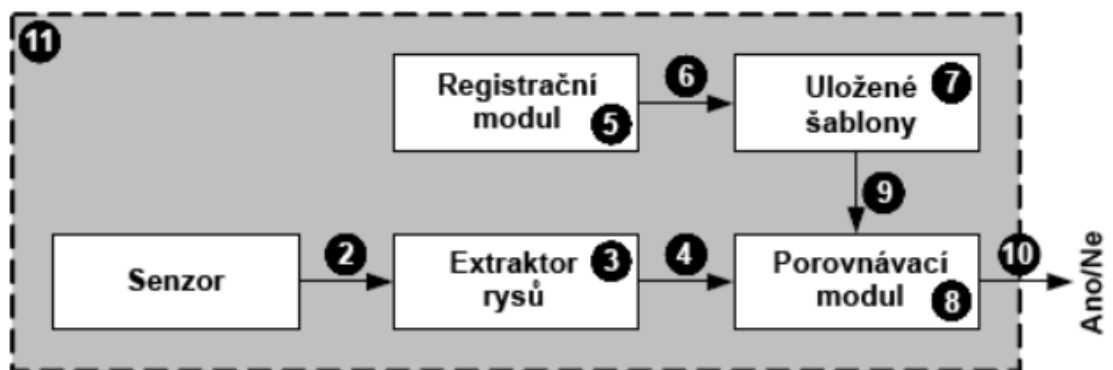 11
Registrační
modul
5
6
Uložené
šablony
7
9
Senzor
2
Extraktor
rysů
3
4
Porovnávací
modul
8
10
Ano/Ne